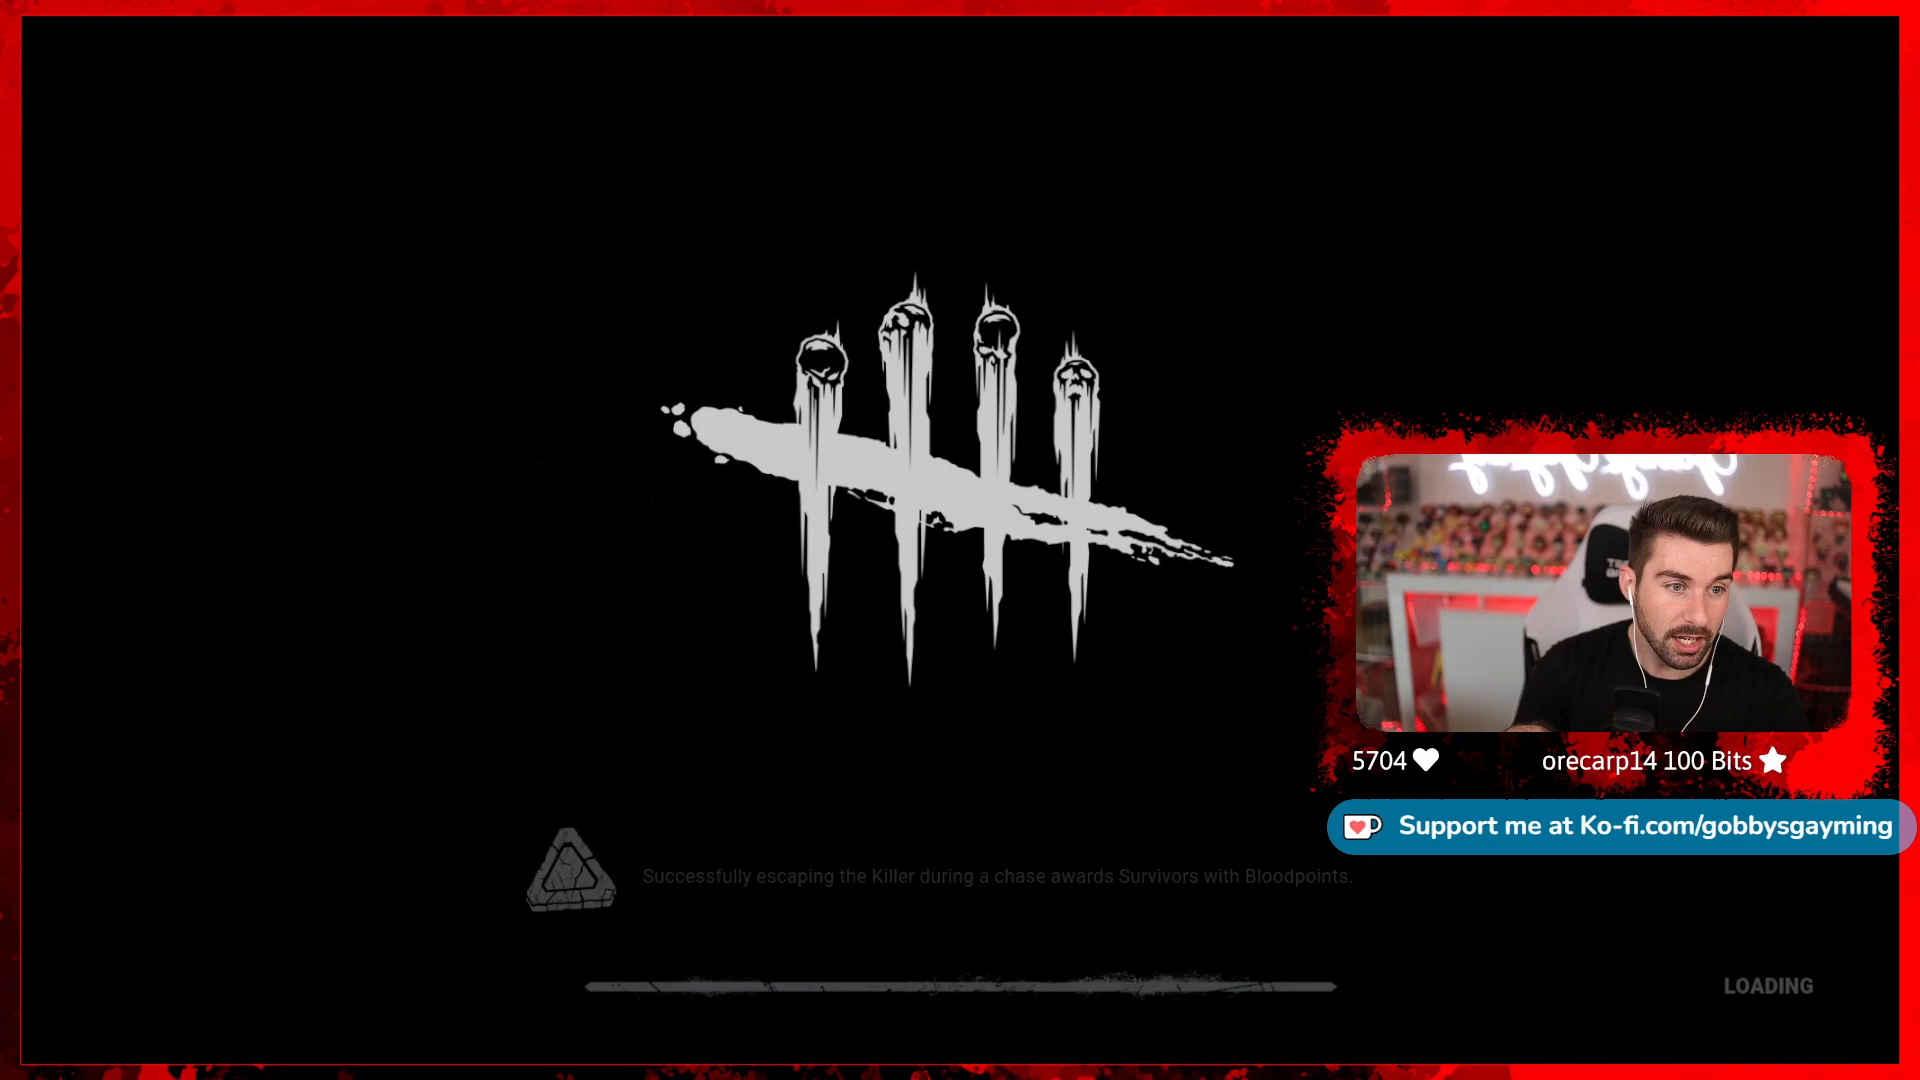 5704
orecarp14 100 Bits
Support me at Ko-fi.com/gobbysgayming
Successfully escaping the Killer during a chase awards Survivors with Bloodpoints.
LOADING